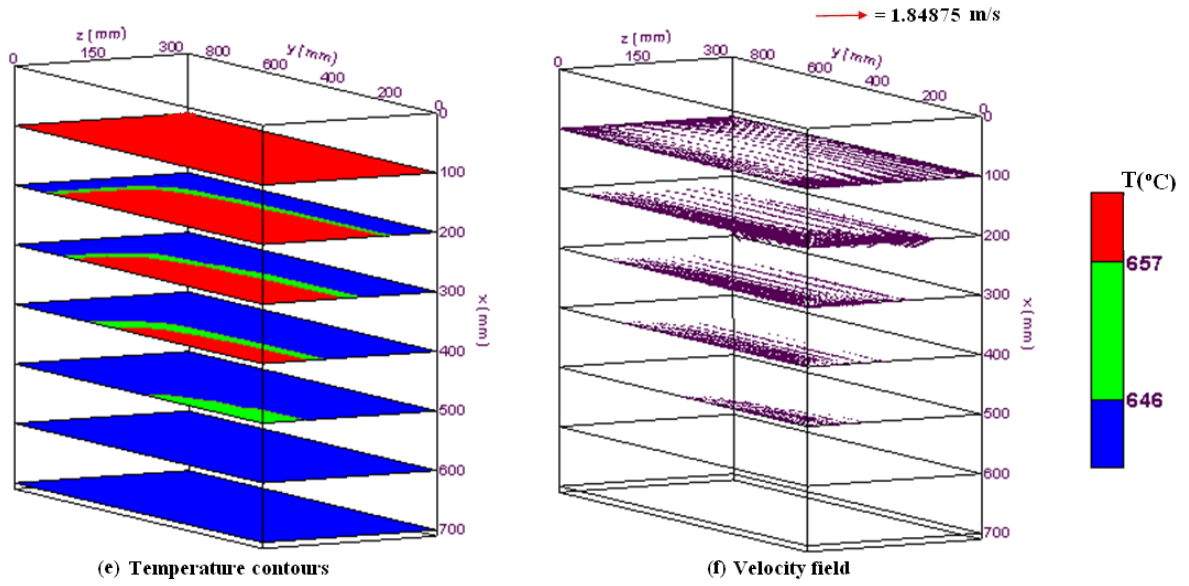 = 1.84875 m/s
z (mm)
0 150 300
y (mm)
800 600 400 200 0
0
100
200
300
400
500
600
700
x (mm)
(e) Temperature contours
z (mm)
0 150 300
y (mm)
800 600 400 200 0
0
100
200
300
400
500
600
700
x (mm)
(f) Velocity field
T(°C)
657
646